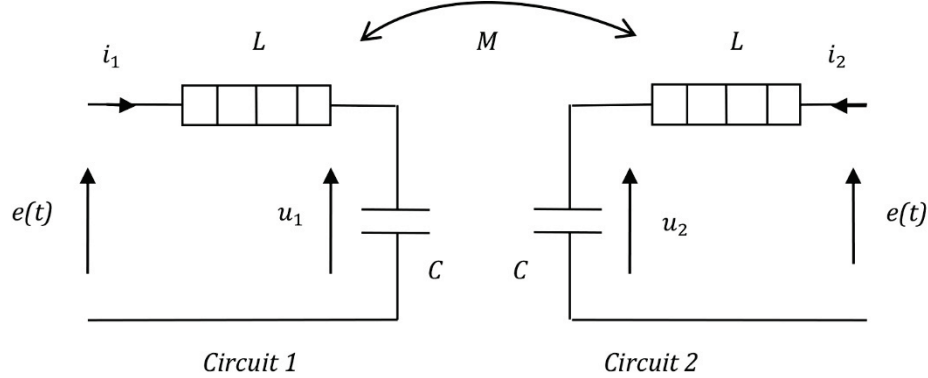 L M L
i₁ i₂
e(t) u₁ u₂ e(t)
C C
Circuit 1 Circuit 2